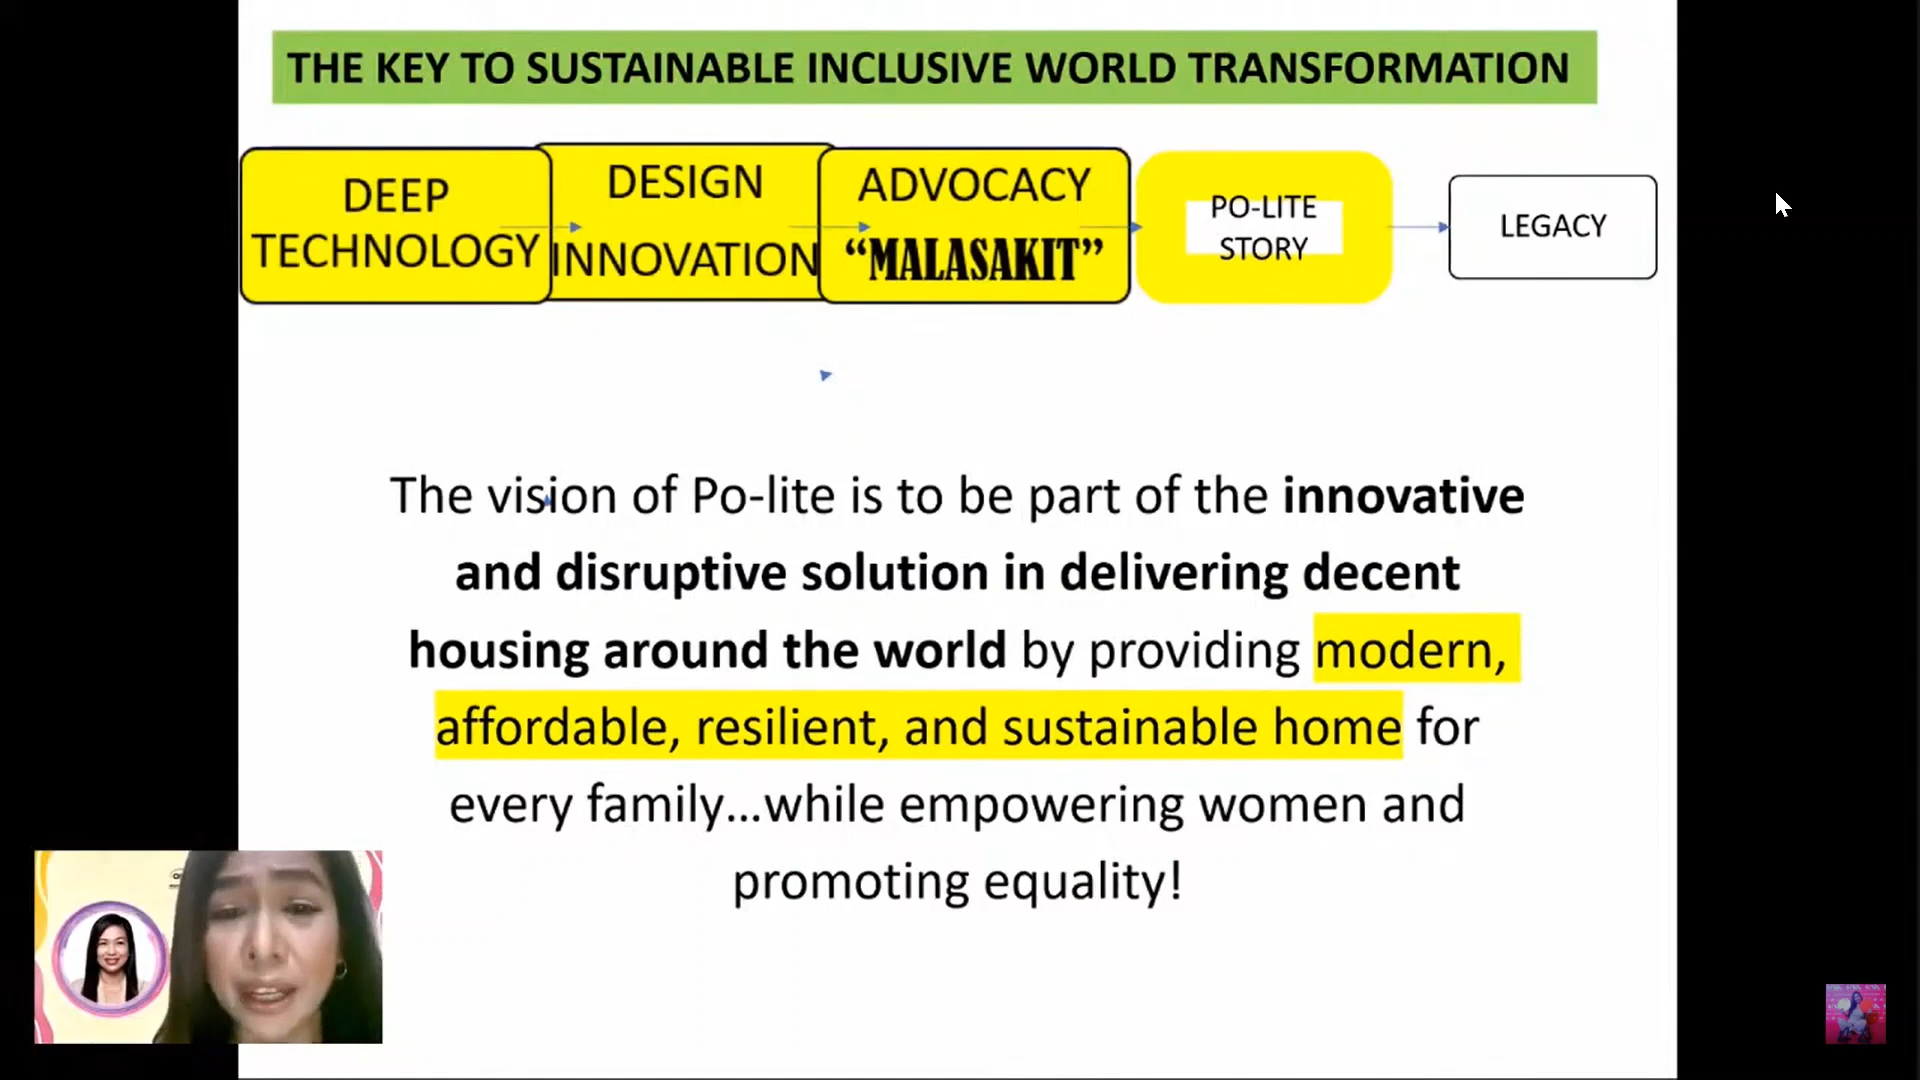 THE KEY TO SUSTAINABLE INCLUSIVE WORLD TRANSFORMATION
DEEP
TECHNOLOGY
DESIGN
INNOVATION
ADVOCACY
“MALASAKIT”
PO-LITE
STORY
LEGACY
The vision of Po-lite is to be part of the innovative
and disruptive solution in delivering decent
housing around the world by providing modern,
affordable, resilient, and sustainable home for
every family...while empowering women and
promoting equality!